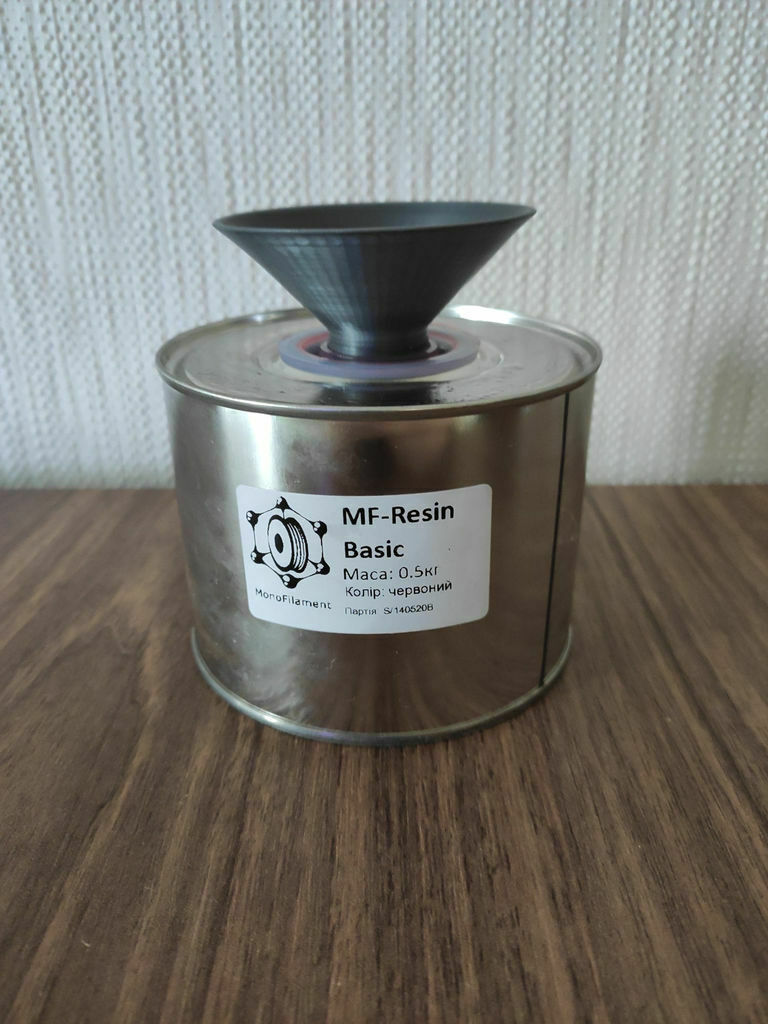 MF-Resin
Basic
Маса: 0.5кг
Колір: червоний
Партія S/140520B
MonoFilament